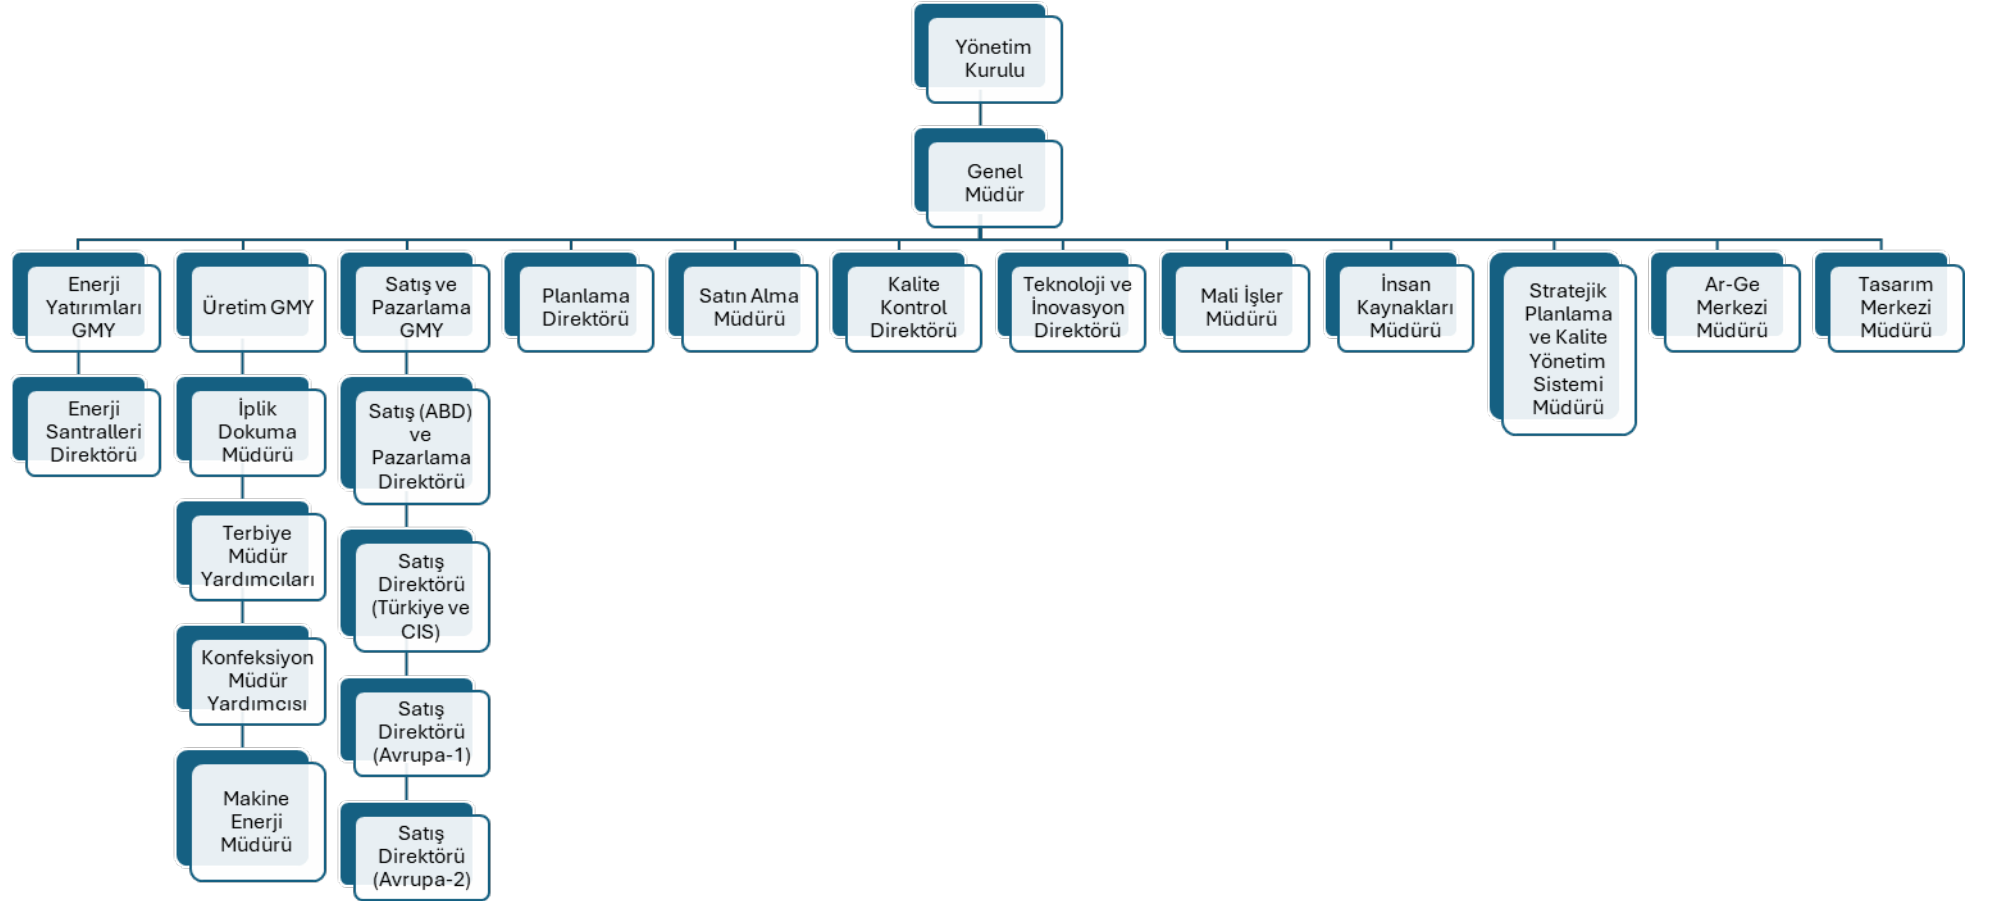 Yönetim
Kurulu
Genel
Müdür
Enerji
Yatırımları
GMY
Üretim GMY
Satış ve
Pazarlama
GMY
Planlama
Direktörü
Satın Alma
Müdürü
Kalite
Kontrol
Direktörü
Teknoloji ve
İnovasyon
Direktörü
Mali İşler
Müdürü
İnsan
Kaynakları
Müdürü
Stratejik
Planlama
ve Kalite
Yönetim
Sistemi
Müdürü
Ar-Ge
Merkezi
Müdürü
Tasarım
Merkezi
Müdürü
Enerji
Santralleri
Direktörü
İplik
Dokuma
Müdürü
Terbiye
Müdür
Yardımcıları
Konfeksiyon
Müdür
Yardımcısı
Makine
Enerji
Müdürü
Satış (ABD)
ve
Pazarlama
Direktörü
Satış
Direktörü
(Türkiye ve
CIS)
Satış
Direktörü
(Avrupa-1)
Satış
Direktörü
(Avrupa-2)